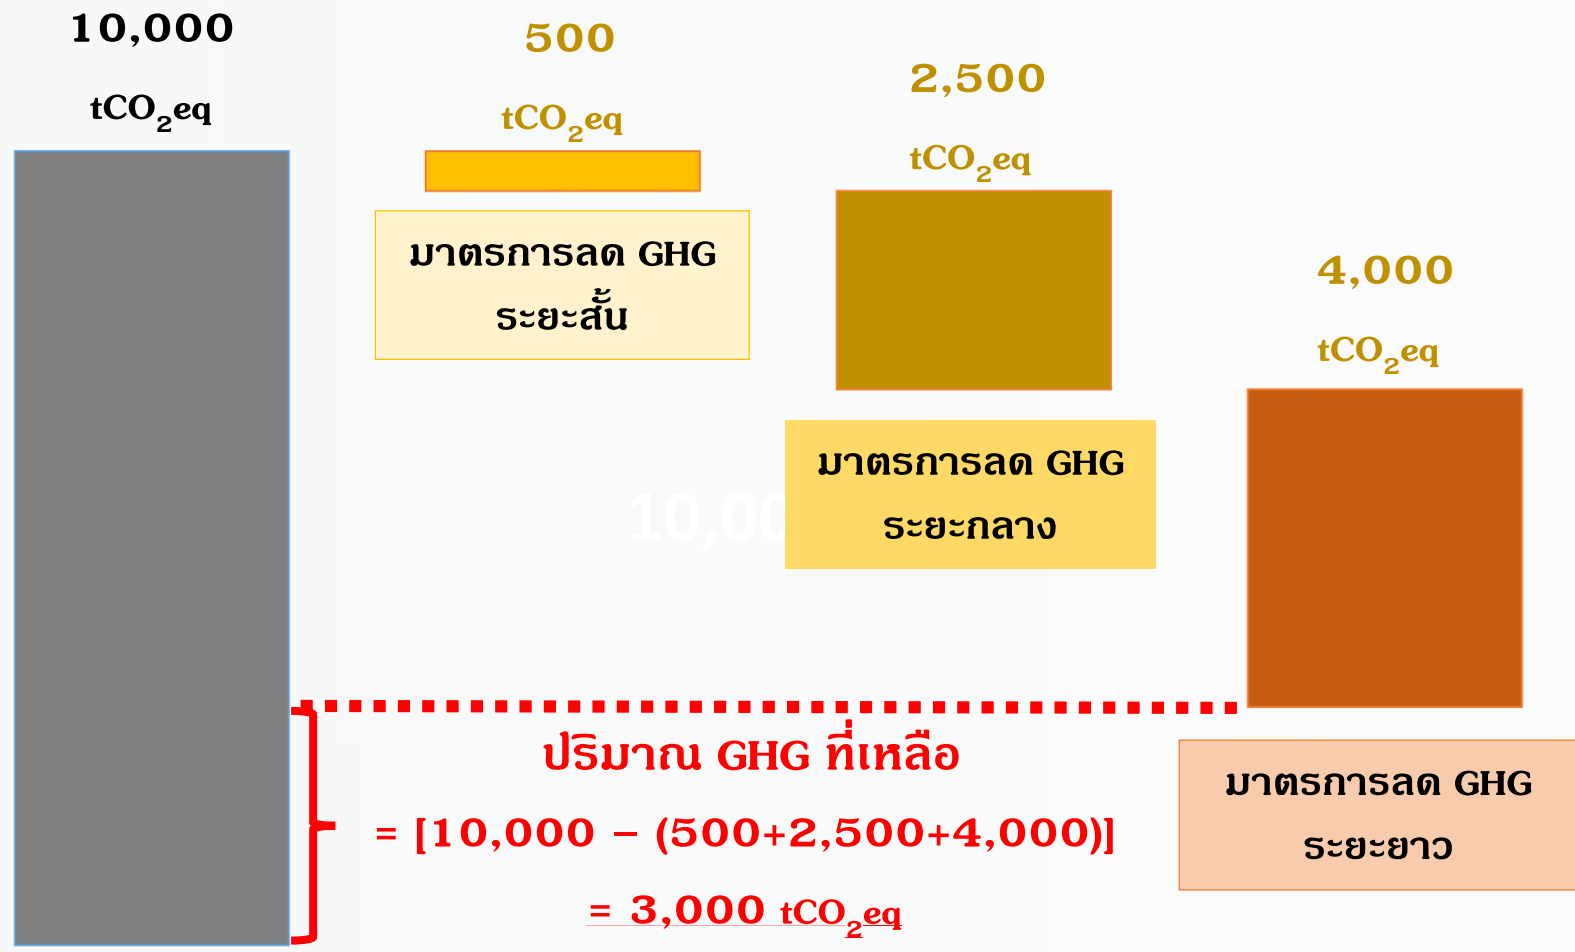 10,000
tCO₂eq
500
tCO₂eq
2,500
tCO₂eq
4,000
tCO₂eq
มาตรการลด GHG
ระยะสั้น
มาตรการลด GHG
ระยะกลาง
10,00
ปริมาณ GHG ที่เหลือ
= [10,000 – (500+2,500+4,000)]
= 3,000 tCO₂eq
มาตรการลด GHG
ระยะยาว